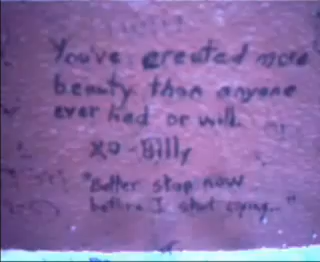 You've created more
beauty than anyone
ever had or will.
xo - Billy
"Better stop now
before I start crying..."